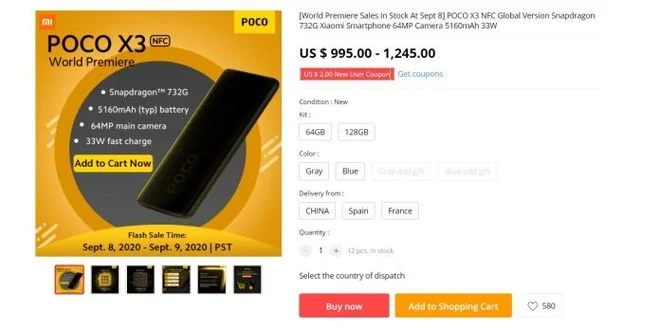 mi
POCO
POCO X3 NFC
World Premiere
Snapdragon™ 732G
5160mAh (typ) battery
64MP main camera
33W fast charge
Add to Cart Now
POCO
Flash Sale Time:
Sept. 8, 2020 - Sept. 9, 2020 | PST
[World Premiere Sales In Stock At Sept 8] POCO X3 NFC Global Version Snapdragon
732G Xiaomi Smartphone 64MP Camera 5160mAh 33W
US $ 995.00 - 1,245.00
US $ 2.00 New User Coupon Get coupons
Condition : New
Kit :
64GB 128GB
Color :
Gray Blue Gray add gift Blue add gift
Delivery from :
CHINA Spain France
Quantity :
- 1 + 12 pcs. in stock
Select the country of dispatch
Buy now Add to Shopping Cart 580